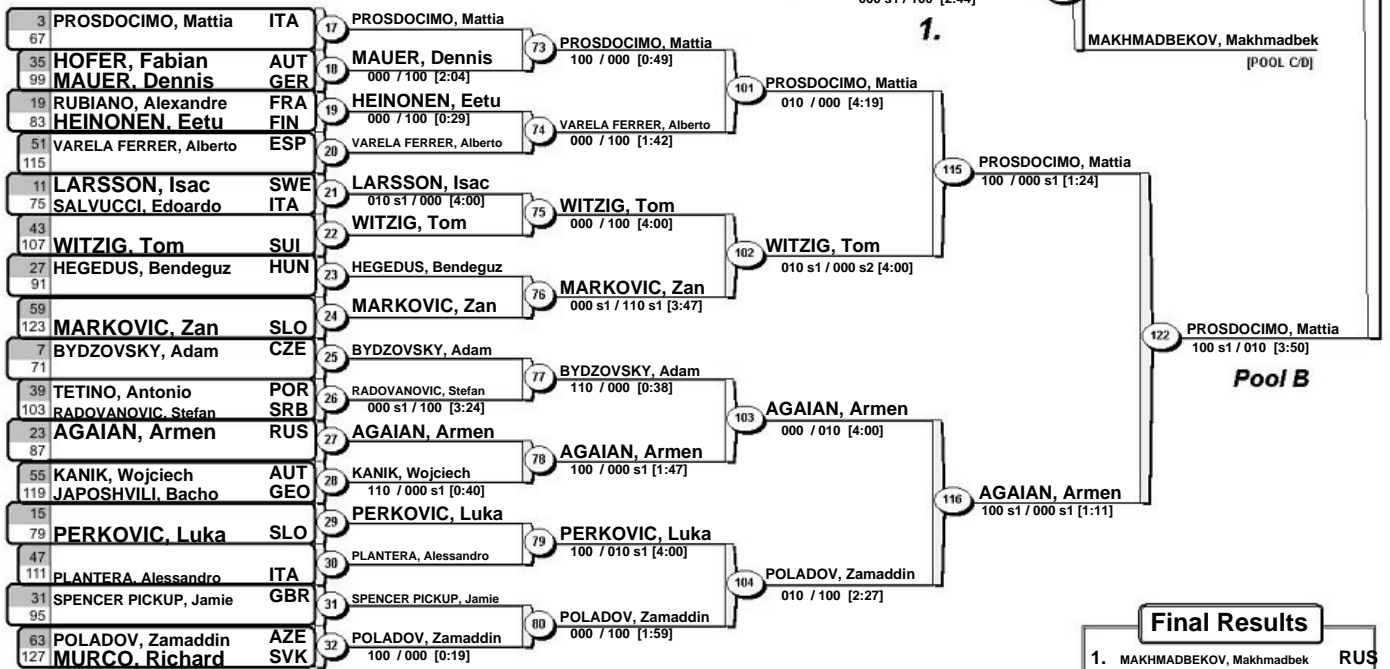 000 s1 / 100 [2:44]
1.
MAKHMADBEKOV, Makhmadbek
[POOL C/D]
3 PROSDOCIMO, Mattia ITA
67
35 HOFER, Fabian AUT
99 MAUER, Dennis GER
19 RUBIANO, Alexandre FRA
83 HEINONEN, Eetu FIN
51 VARELA FERRER, Alberto ESP
115
11 LARSSON, Isac SWE
75 SALVUCCI, Edoardo ITA
43
107 WITZIG, Tom SUI
27 HEGEDUS, Bendeguz HUN
91
59
123 MARKOVIC, Zan SLO
7 BYDZOVSKY, Adam CZE
71
39 TETINO, Antonio POR
103 RADOVANOVIC, Stefan SRB
23 AGAIAN, Armen RUS
87
55 KANIK, Wojciech AUT
119 JAPOSHVILI, Bacho GEO
15
79 PERKOVIC, Luka SLO
47
111 PLANTERA, Alessandro ITA
31 SPENCER PICKUP, Jamie GBR
95
63 POLADOV, Zamaddin AZE
127 MURCO, Richard SVK
17 PROSDOCIMO, Mattia
18 MAUER, Dennis
000 / 100 [2:04]
19 HEINONEN, Eetu
000 / 100 [0:29]
20 VARELA FERRER, Alberto
21 LARSSON, Isac
010 s1 / 000 [4:00]
22 WITZIG, Tom
23 HEGEDUS, Bendeguz
24 MARKOVIC, Zan
25 BYDZOVSKY, Adam
26 RADOVANOVIC, Stefan
000 s1 / 100 [3:24]
27 AGAIAN, Armen
28 KANIK, Wojciech
110 / 000 s1 [0:40]
29 PERKOVIC, Luka
30 PLANTERA, Alessandro
31 SPENCER PICKUP, Jamie
32 POLADOV, Zamaddin
100 / 000 [0:19]
73 PROSDOCIMO, Mattia
100 / 000 [0:49]
74 VARELA FERRER, Alberto
000 / 100 [1:42]
75 WITZIG, Tom
000 / 100 [4:00]
76 MARKOVIC, Zan
000 s1 / 110 s1 [3:47]
77 BYDZOVSKY, Adam
110 / 000 [0:38]
78 AGAIAN, Armen
100 / 000 s1 [1:47]
79 PERKOVIC, Luka
100 / 010 s1 [4:00]
80 POLADOV, Zamaddin
000 / 100 [1:59]
101 PROSDOCIMO, Mattia
010 / 000 [4:19]
102 WITZIG, Tom
010 s1 / 000 s2 [4:00]
103 AGAIAN, Armen
000 / 010 [4:00]
104 POLADOV, Zamaddin
010 / 100 [2:27]
115 PROSDOCIMO, Mattia
100 / 000 s1 [1:24]
116 AGAIAN, Armen
100 s1 / 000 s1 [1:11]
122 PROSDOCIMO, Mattia
100 s1 / 010 [3:50]
Pool B
Final Results
1. MAKHMADBEKOV, Makhmadbek RUS